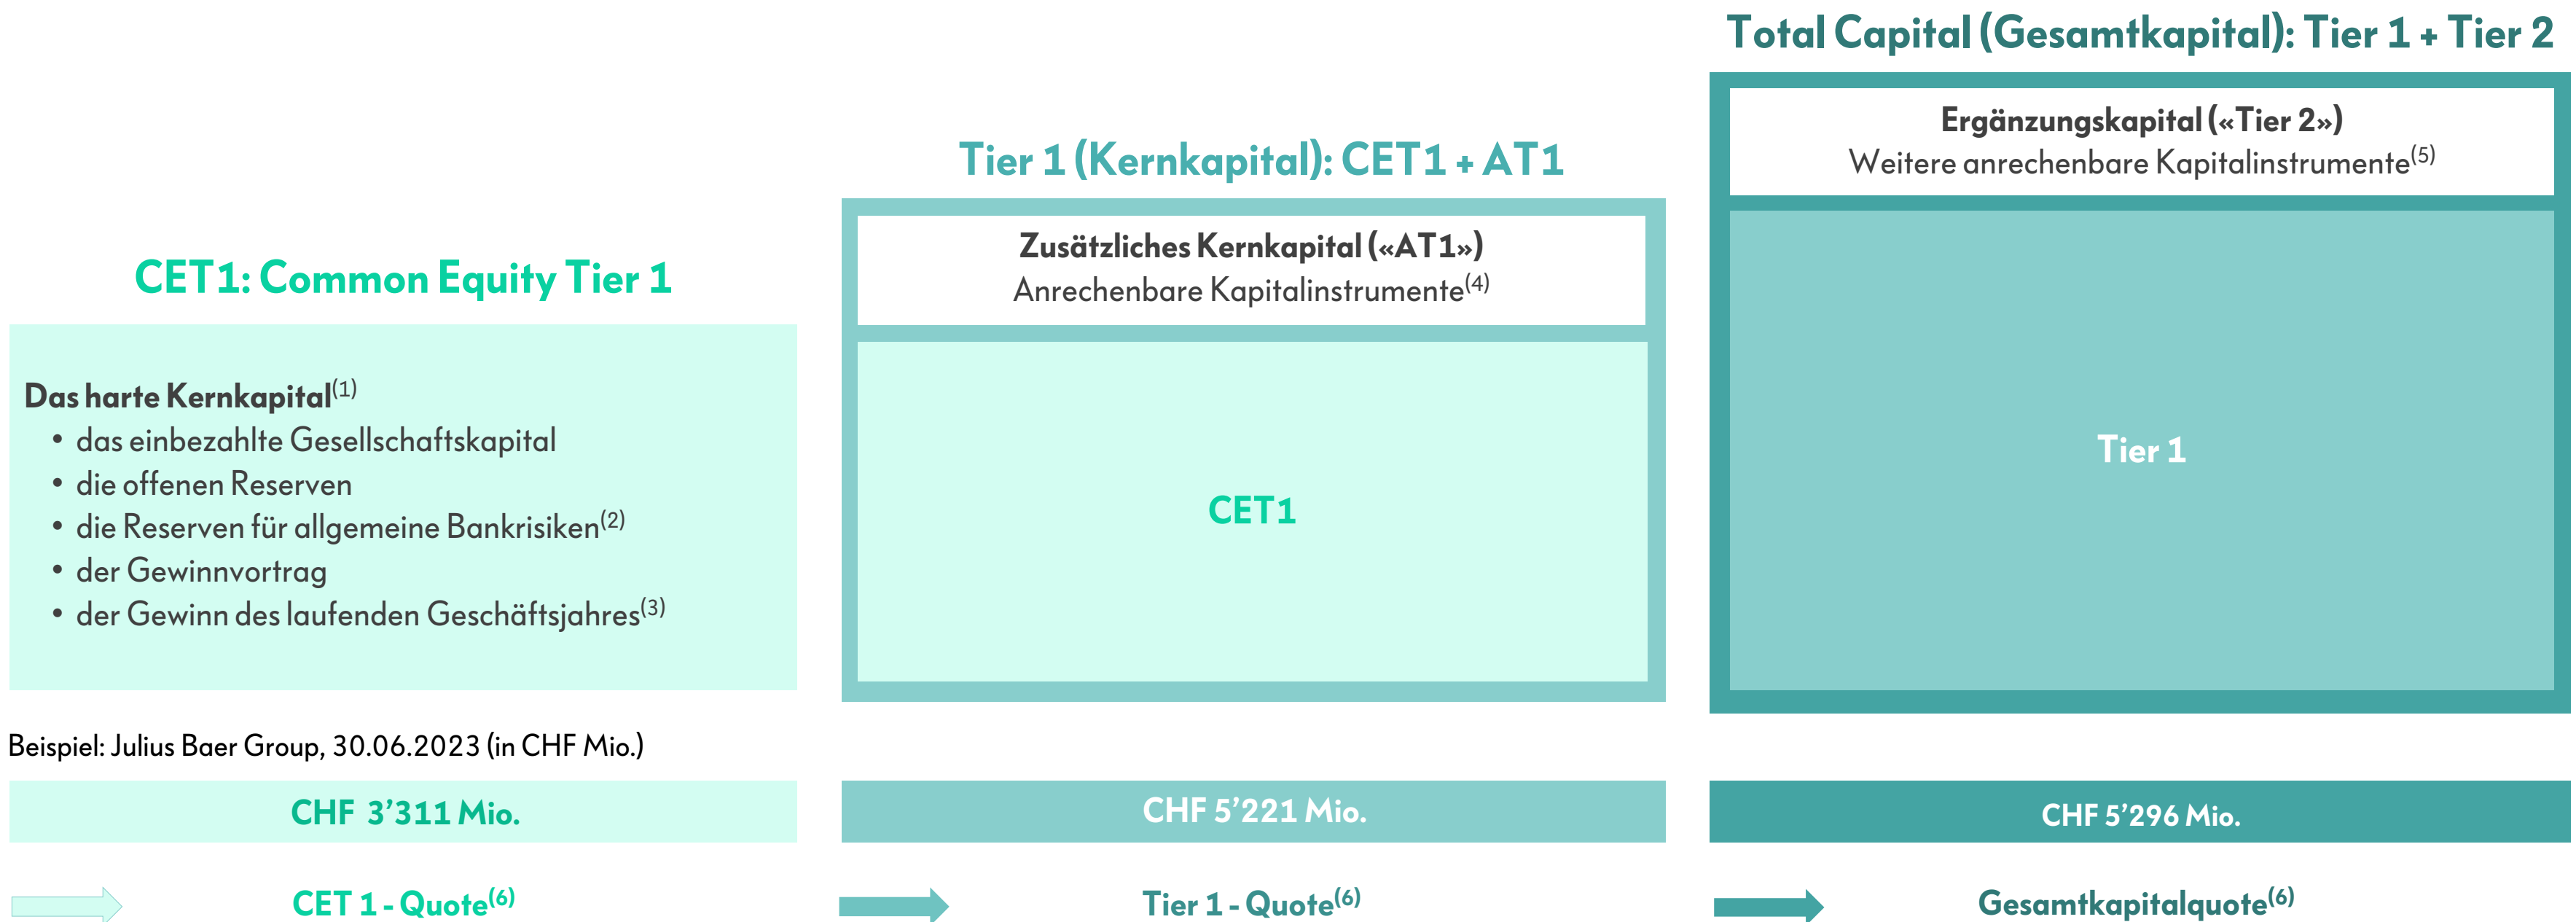 CET1: Common Equity Tier 1
Das harte Kernkapital(1)
• das einbezahlte Gesellschaftskapital
• die offenen Reserven
• die Reserven für allgemeine Bankrisiken(2)
• der Gewinnvortrag
• der Gewinn des laufenden Geschäftsjahres(3)
Tier 1 (Kernkapital): CET1 + AT1
Zusätzliches Kernkapital («AT1»)
Anrechenbare Kapitalinstrumente(4)
CET1
Total Capital (Gesamtkapital): Tier 1 + Tier 2
Ergänzungskapital («Tier 2»)
Weitere anrechenbare Kapitalinstrumente(5)
Tier 1
Beispiel: Julius Baer Group, 30.06.2023 (in CHF Mio.)
CHF 3’311 Mio.
CHF 5’221 Mio.
CHF 5’296 Mio.
CET 1 - Quote(6)
Tier 1 - Quote(6)
Gesamtkapitalquote(6)